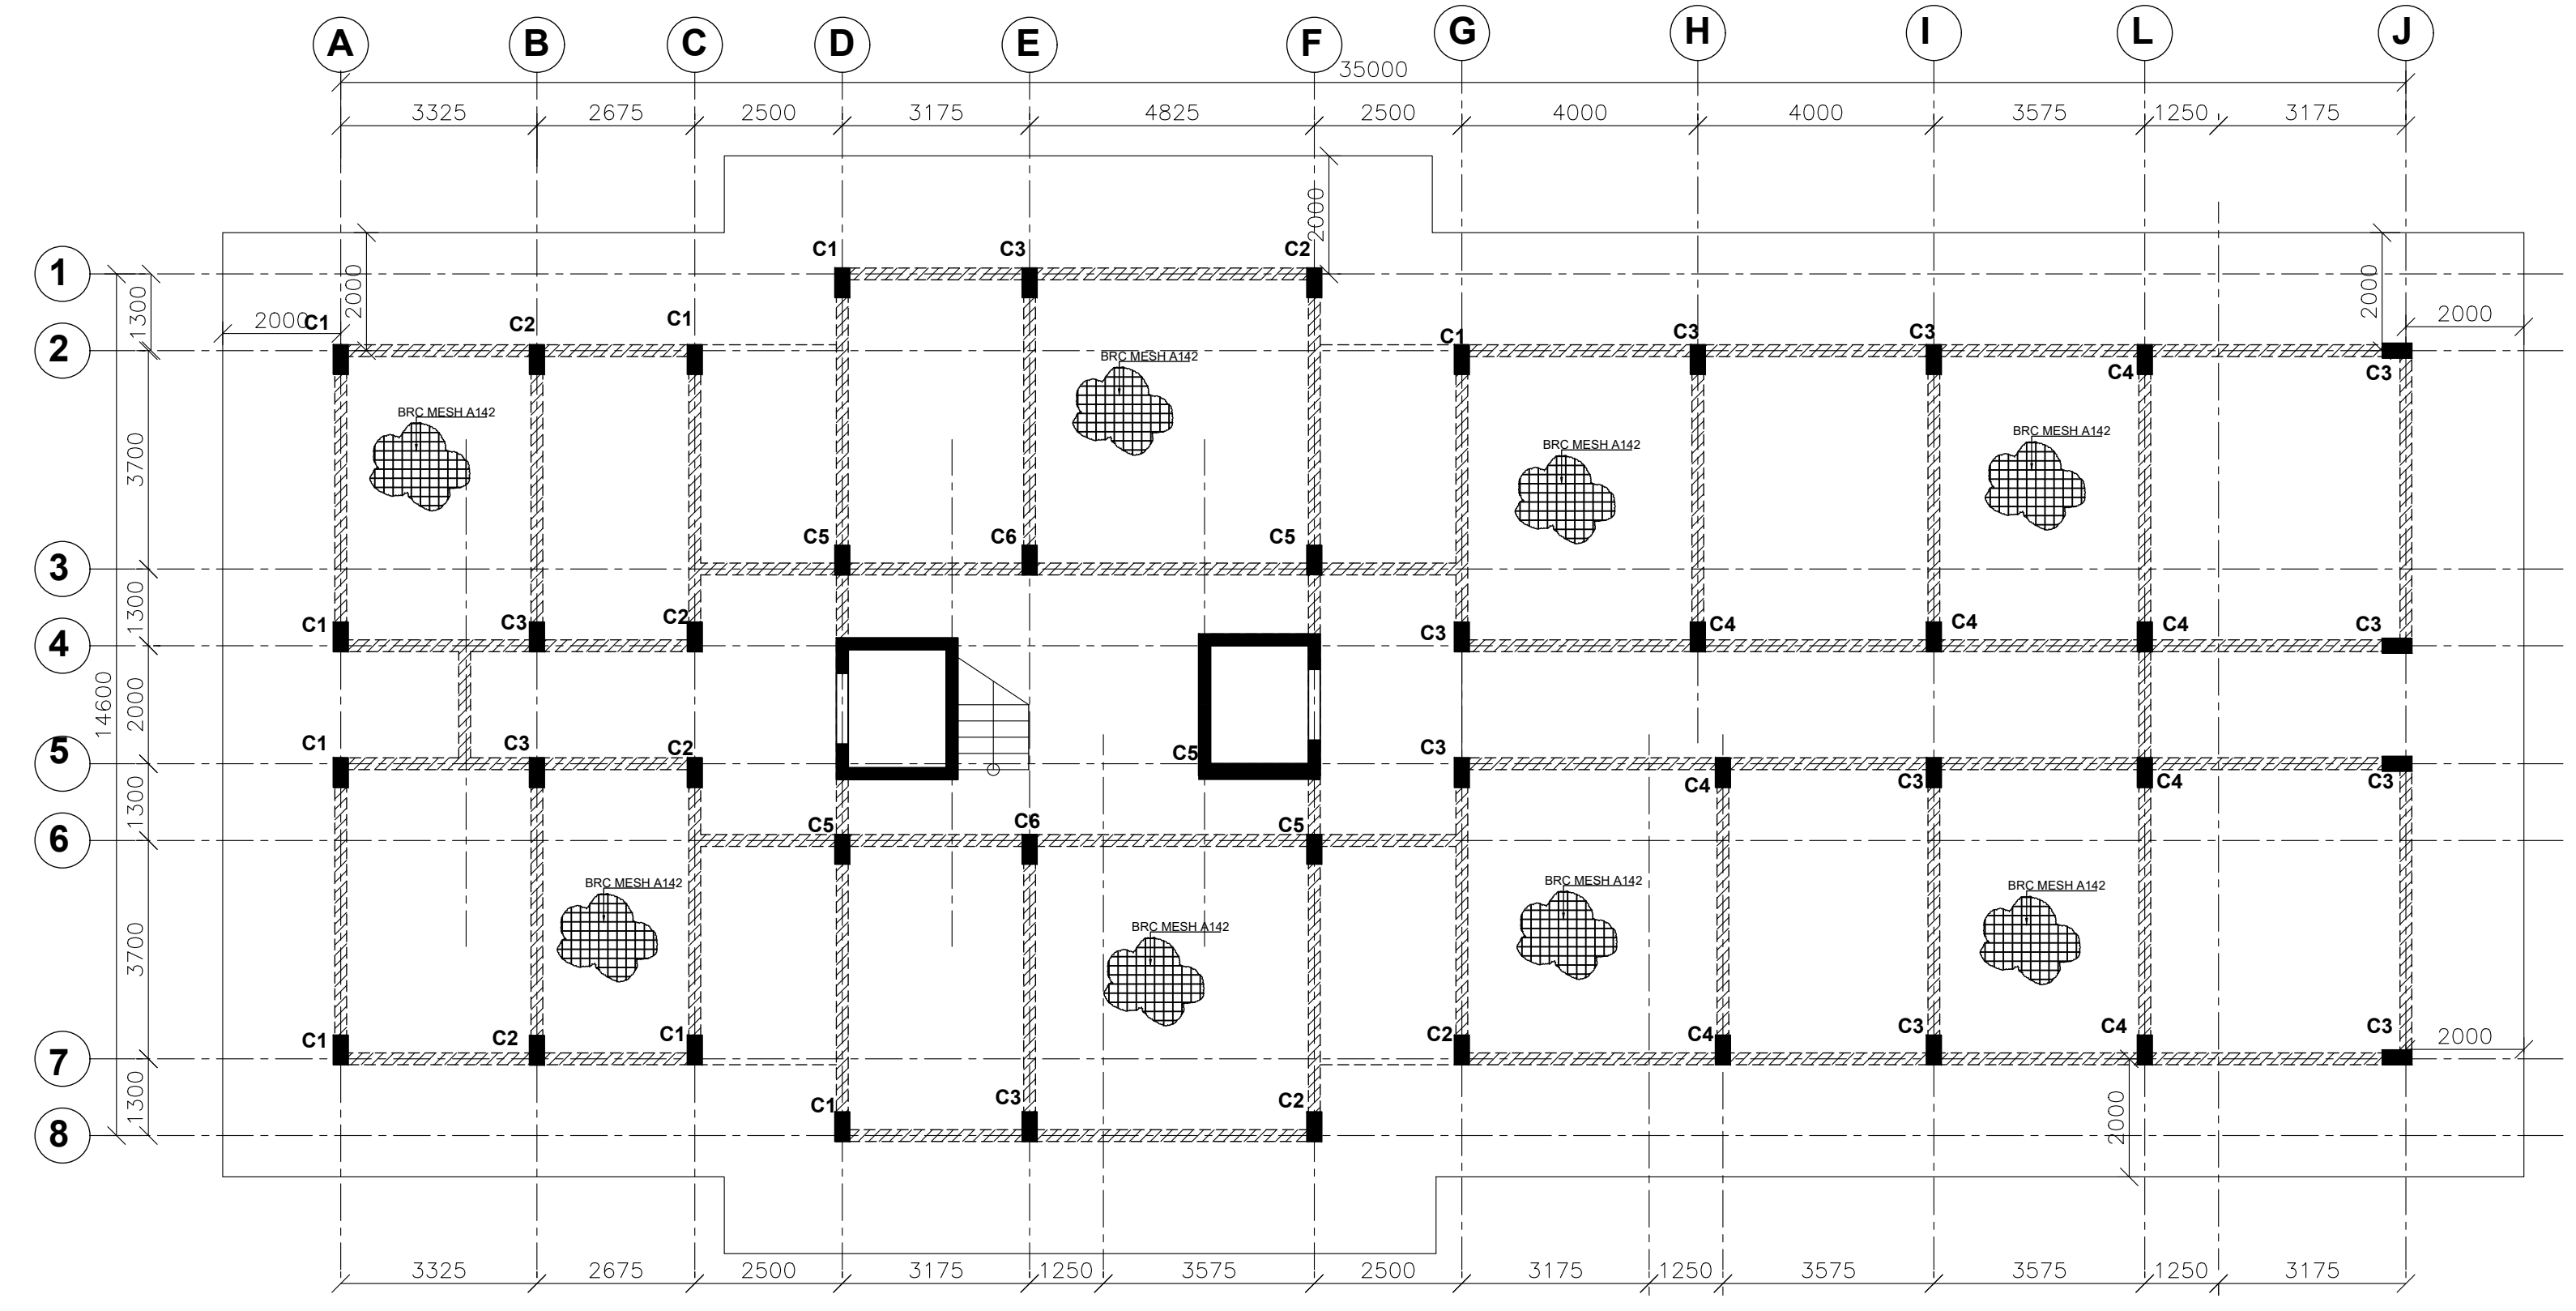 A B C D E F G H I L J
35000
3325 2675 2500 3175 4825 2500 4000 4000 3575 1250 3175
2000
C1 C3 C2
1
1300 2000 2000
2000 C1 C2 C1 2000
2
C1 C3 C3
C4 C3
BRC MESH A142
BRC MESH A142
BRC MESH A142
BRC MESH A142
3700
C5 C6 C5
3
1300
C1 C3 C2 C3 C4 C4 C4 C3
4
14600 2000
C1 C3 C2 C5 C3
5
C4 C3 C4 C3
1300
C5 C6 C5
6
BRC MESH A142
BRC MESH A142
BRC MESH A142
BRC MESH A142
3700
C1 C2 C1 C2 C4 C3 C4 C3
2000
7
1300 2000
C1 C3 C2
8
3325 2675 2500 3175 1250 3575 2500 3175 1250 3575 3575 1250 3175